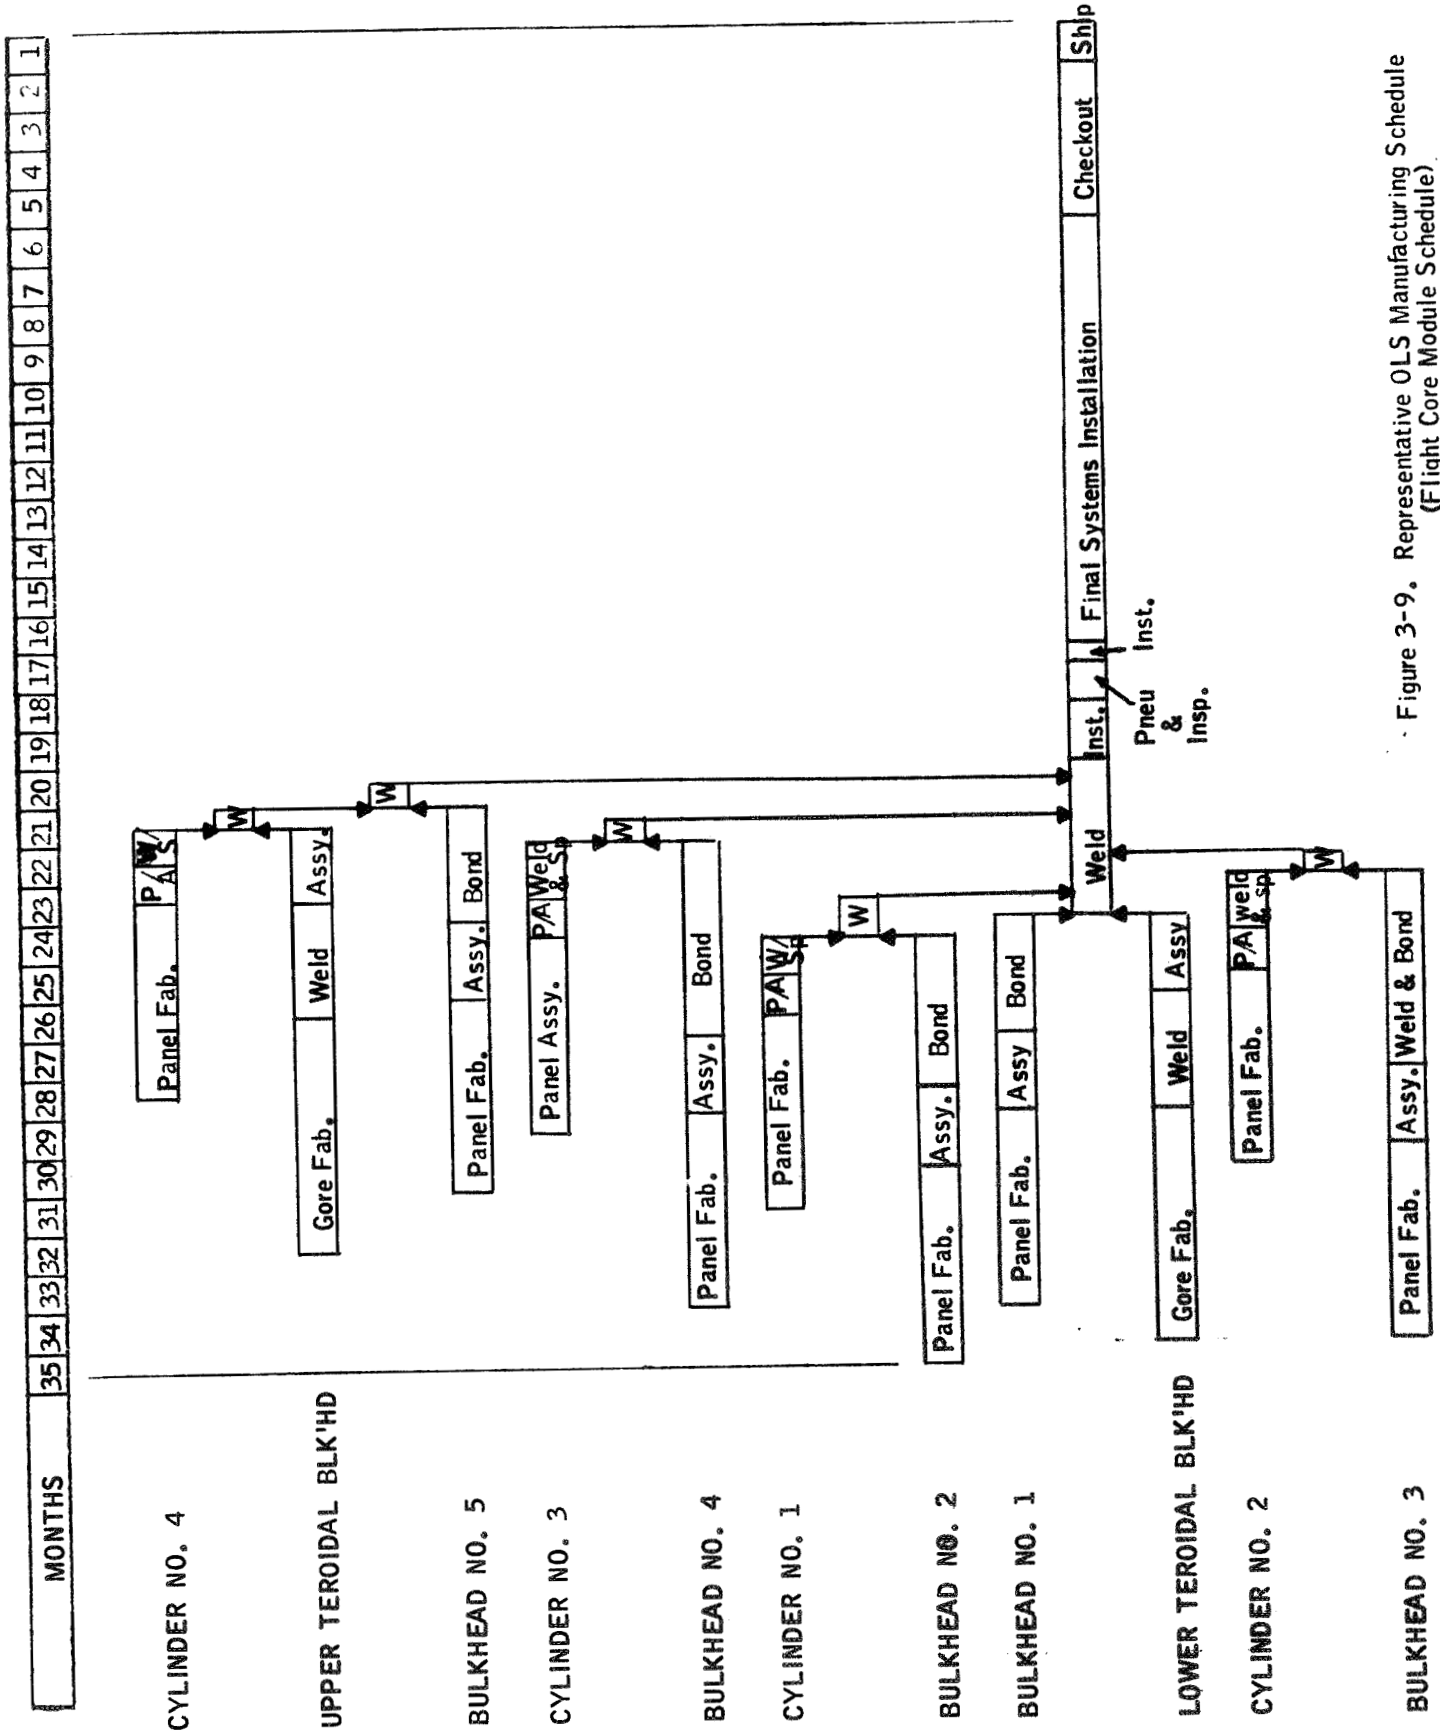 MONTHS 35 34 33 32 31 30 29 28 27 26 25 24 23 22 21 20 19 18 17 16 15 14 13 12 11 10 9 8 7 6 5 4 3 2 1
CYLINDER NO. 4
Panel Fab. P/A W/S
W
UPPER TEROIDAL BLK'HD
Gore Fab. Weld Assy.
W
BULKHEAD NO. 5
Panel Fab. Assy. Bond
CYLINDER NO. 3
Panel Assy. P/A Weld & Sp
W
BULKHEAD NO. 4
Panel Fab. Assy. Bond
CYLINDER NO. 1
Panel Fab. P/A W/Sp
W
BULKHEAD NO. 2
Panel Fab. Assy. Bond
BULKHEAD NO. 1
Panel Fab. Assy Bond
Weld Inst. Final Systems Installation Checkout Ship
Pneu
&
Insp.
Inst.
LOWER TEROIDAL BLK'HD
Gore Fab. Weld Assy
CYLINDER NO. 2
Panel Fab. P/A weld & sp
W
BULKHEAD NO. 3
Panel Fab. Assy. Weld & Bond
Figure 3-9. Representative OLS Manufacturing Schedule
(Flight Core Module Schedule)